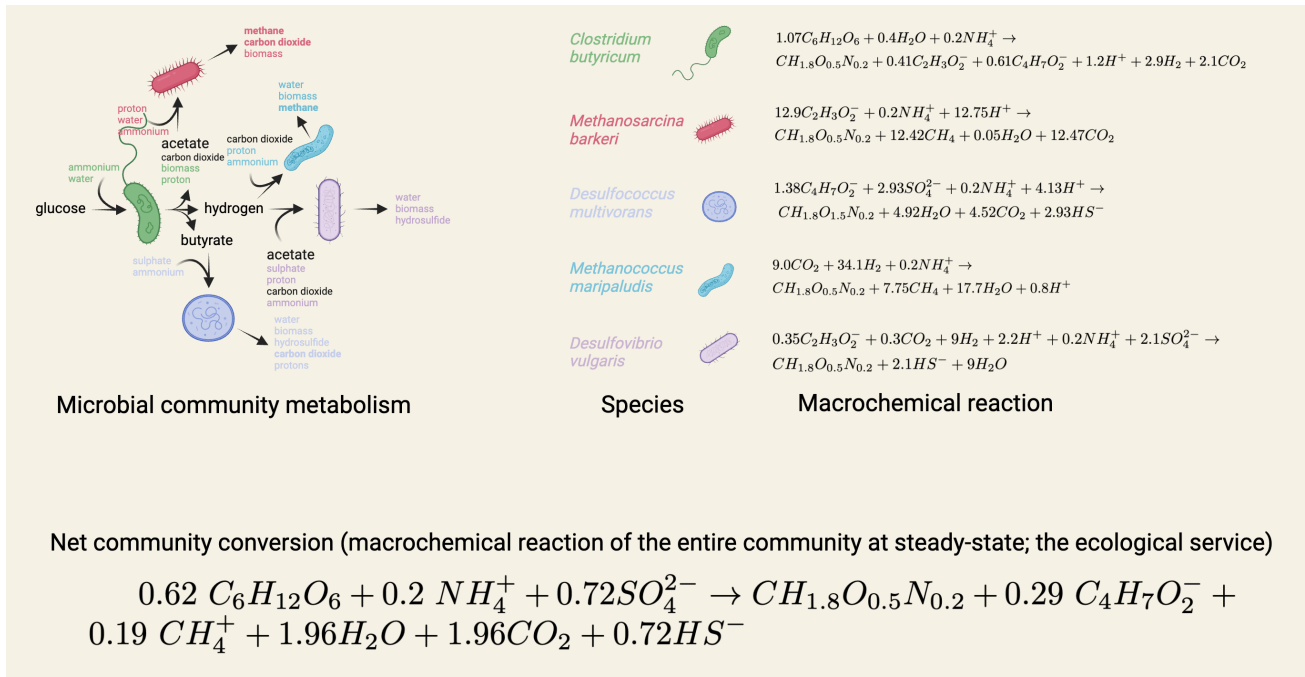 methane
carbon dioxide
biomass
proton
water
ammonium
acetate
carbon dioxide
biomass
proton
ammonium
water
glucose
hydrogen
butyrate
sulphate
ammonium
water
biomass
methane
carbon dioxide
proton
ammonium
water
biomass
hydrosulfide
acetate
sulphate
proton
carbon dioxide
ammonium
water
biomass
hydrosulfide
carbon dioxide
protons
Microbial community metabolism
Clostridium
butyricum
1.07C₆H₁₂O₆ + 0.4H₂O + 0.2NH₄⁺ →
CH₁.₈O₀.₅N₀.₂ + 0.41C₂H₃O₂⁻ + 0.61C₄H₇O₂⁻ + 1.2H⁺ + 2.9H₂ + 2.1CO₂
Methanosarcina
barkeri
12.9C₂H₃O₂⁻ + 0.2NH₄⁺ + 12.75H⁺ →
CH₁.₈O₀.₅N₀.₂ + 12.42CH₄ + 0.05H₂O + 12.47CO₂
Desulfococcus
multivorans
1.38C₄H₇O₂⁻ + 2.93SO₄²⁻ + 0.2NH₄⁺ + 4.13H⁺ →
CH₁.₈O₁.₅N₀.₂ + 4.92H₂O + 4.52CO₂ + 2.93HS⁻
Methanococcus
maripaludis
9.0CO₂ + 34.1H₂ + 0.2NH₄⁺ →
CH₁.₈O₀.₅N₀.₂ + 7.75CH₄ + 17.7H₂O + 0.8H⁺
Desulfovibrio
vulgaris
0.35C₂H₃O₂⁻ + 0.3CO₂ + 9H₂ + 2.2H⁺ + 0.2NH₄⁺ + 2.1SO₄²⁻ →
CH₁.₈O₀.₅N₀.₂ + 2.1HS⁻ + 9H₂O
Species
Macrochemical reaction
Net community conversion (macrochemical reaction of the entire community at steady-state; the ecological service)
0.62 C₆H₁₂O₆ + 0.2 NH₄⁺ + 0.72SO₄²⁻ → CH₁.₈O₀.₅N₀.₂ + 0.29 C₄H₇O₂⁻ +
0.19 CH₄⁺ + 1.96H₂O + 1.96CO₂ + 0.72HS⁻